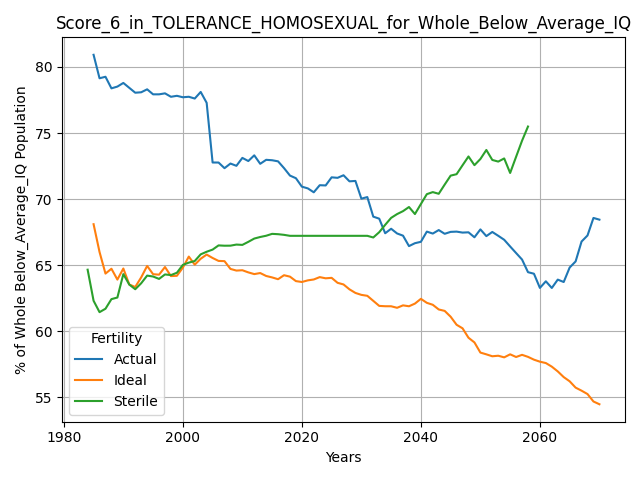 Score_6_in_TOLERANCE_HOMOSEXUAL_for_Whole_Below_Average_IQ
% of Whole Below_Average_IQ Population
80
75
70
65
60
55
Fertility
Actual
Ideal
Sterile
1980
2000
2020
2040
2060
Years